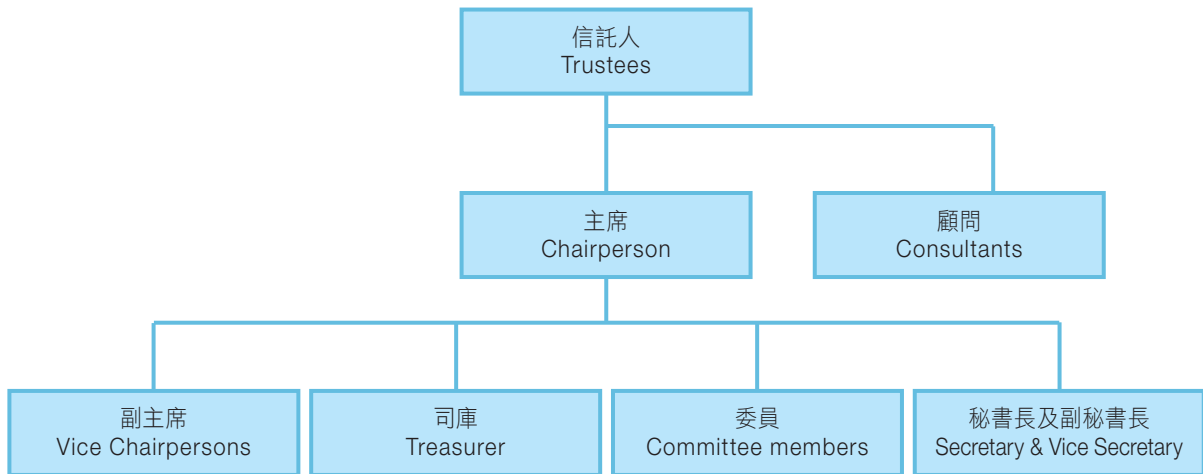 信託人
Trustees
主席
Chairperson
顧問
Consultants
副主席
Vice Chairpersons
司庫
Treasurer
委員
Committee members
秘書長及副秘書長
Secretary & Vice Secretary